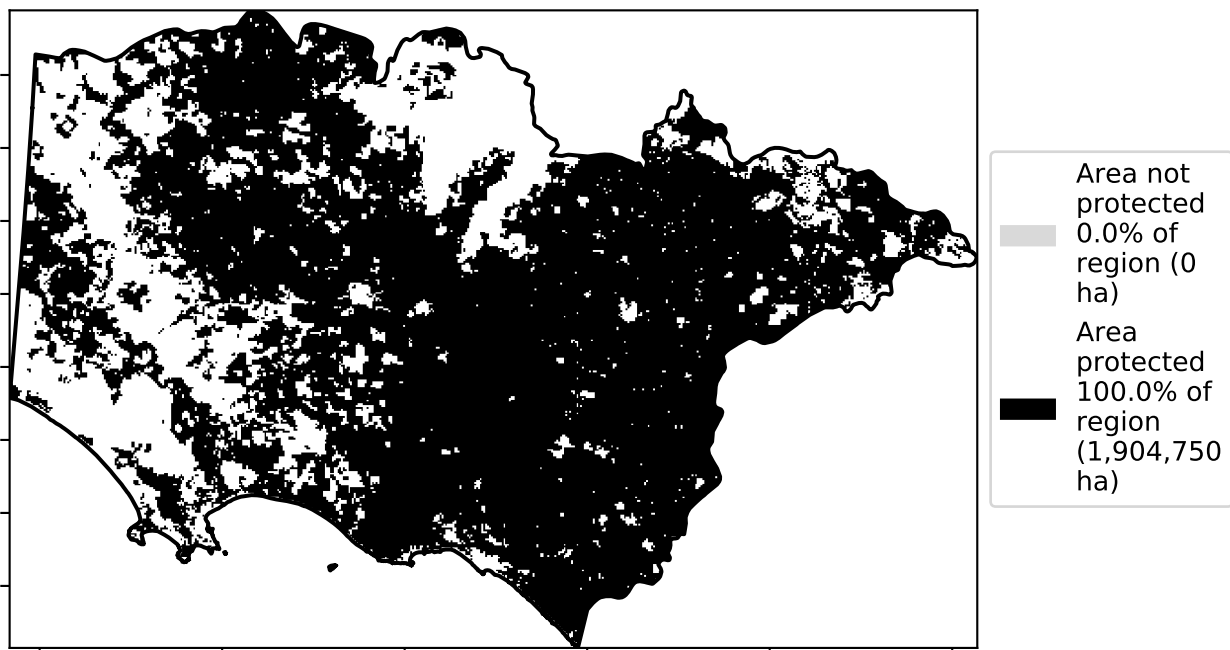 Area not
protected
0.0% of
region (0
ha)
Area
protected
100.0% of
region
(1,904,750
ha)